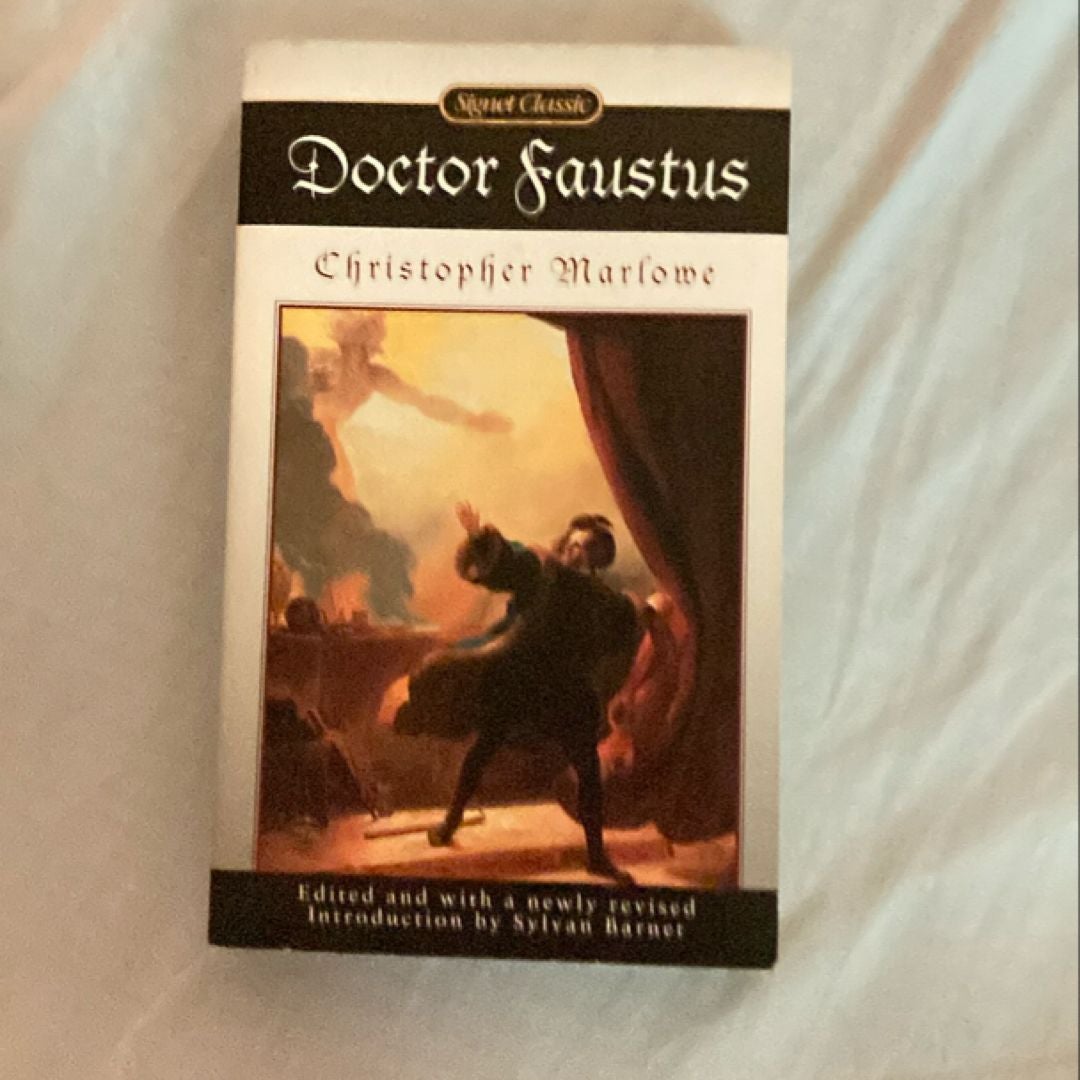 Signet Classic
Doctor Faustus
Christopher Marlowe
Edited and with a newly revised
Introduction by Sylvan Barnet